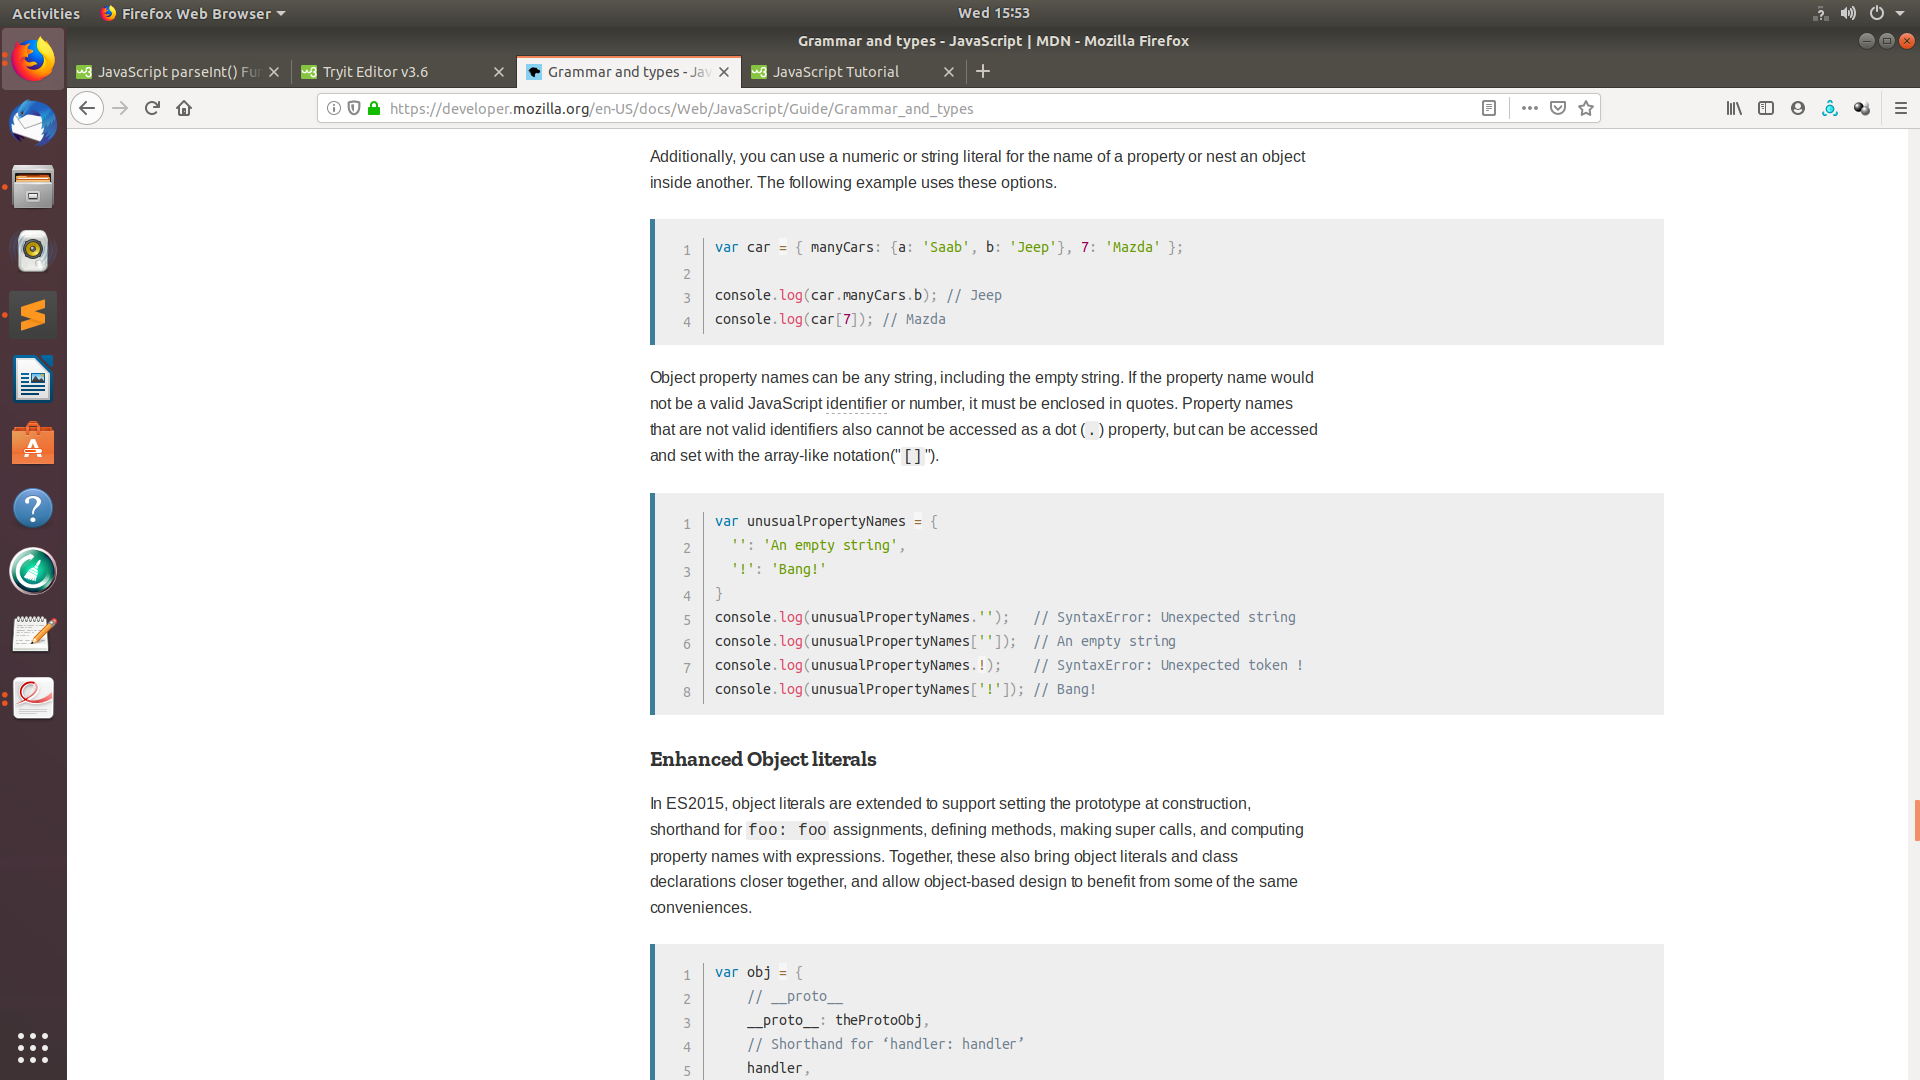 Activities
Firefox Web Browser
Wed 15:53
Grammar and types - JavaScript | MDN - Mozilla Firefox
JavaScript parseInt() Fu
Tryit Editor v3.6
Grammar and types - Jav
JavaScript Tutorial
https://developer.mozilla.org/en-US/docs/Web/JavaScript/Guide/Grammar_and_types
Additionally, you can use a numeric or string literal for the name of a property or nest an object
inside another. The following example uses these options.
1 var car = { manyCars: {a: 'Saab', b: 'Jeep'}, 7: 'Mazda' };
2
3 console.log(car.manyCars.b); // Jeep
4 console.log(car[7]); // Mazda
Object property names can be any string, including the empty string. If the property name would
not be a valid JavaScript identifier or number, it must be enclosed in quotes. Property names
that are not valid identifiers also cannot be accessed as a dot (.) property, but can be accessed
and set with the array-like notation("[]").
1 var unusualPropertyNames = {
2   '': 'An empty string',
3   '!': 'Bang!'
4 }
5 console.log(unusualPropertyNames.'');   // SyntaxError: Unexpected string
6 console.log(unusualPropertyNames['']);  // An empty string
7 console.log(unusualPropertyNames.!);    // SyntaxError: Unexpected token !
8 console.log(unusualPropertyNames['!']); // Bang!
Enhanced Object literals
In ES2015, object literals are extended to support setting the prototype at construction,
shorthand for foo: foo assignments, defining methods, making super calls, and computing
property names with expressions. Together, these also bring object literals and class
declarations closer together, and allow object-based design to benefit from some of the same
conveniences.
1 var obj = {
2     // __proto__
3     __proto__: theProtoObj,
4     // Shorthand for ‘handler: handler’
5     handler,